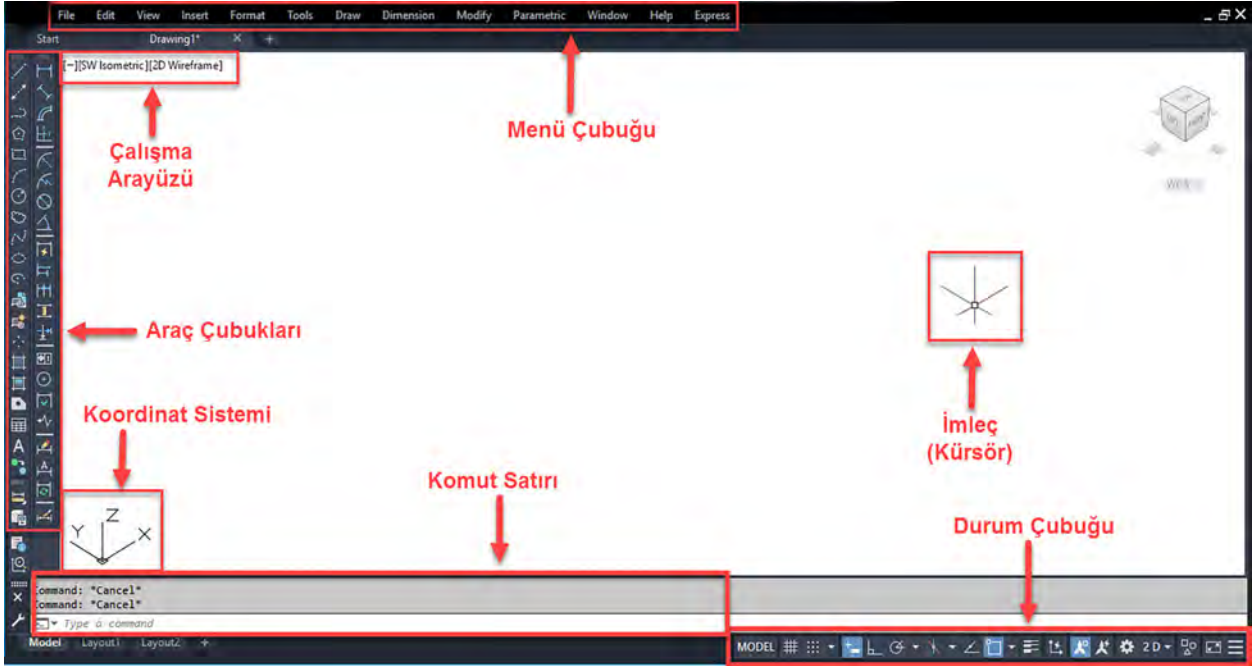 File Edit View Insert Format Tools Draw Dimension Modify Parametric Window Help Express
Start Drawing1* +
[−][SW Isometric][2D Wireframe]
Menü Çubuğu
Çalışma
Arayüzü
Araç Çubukları
Koordinat Sistemi
İmleç
(Kürsör)
Komut Satırı
Durum Çubuğu
Z
Y X
Command: *Cancel*
Command: *Cancel*
Type a command
Model Layout1 Layout2 +
MODEL 2D